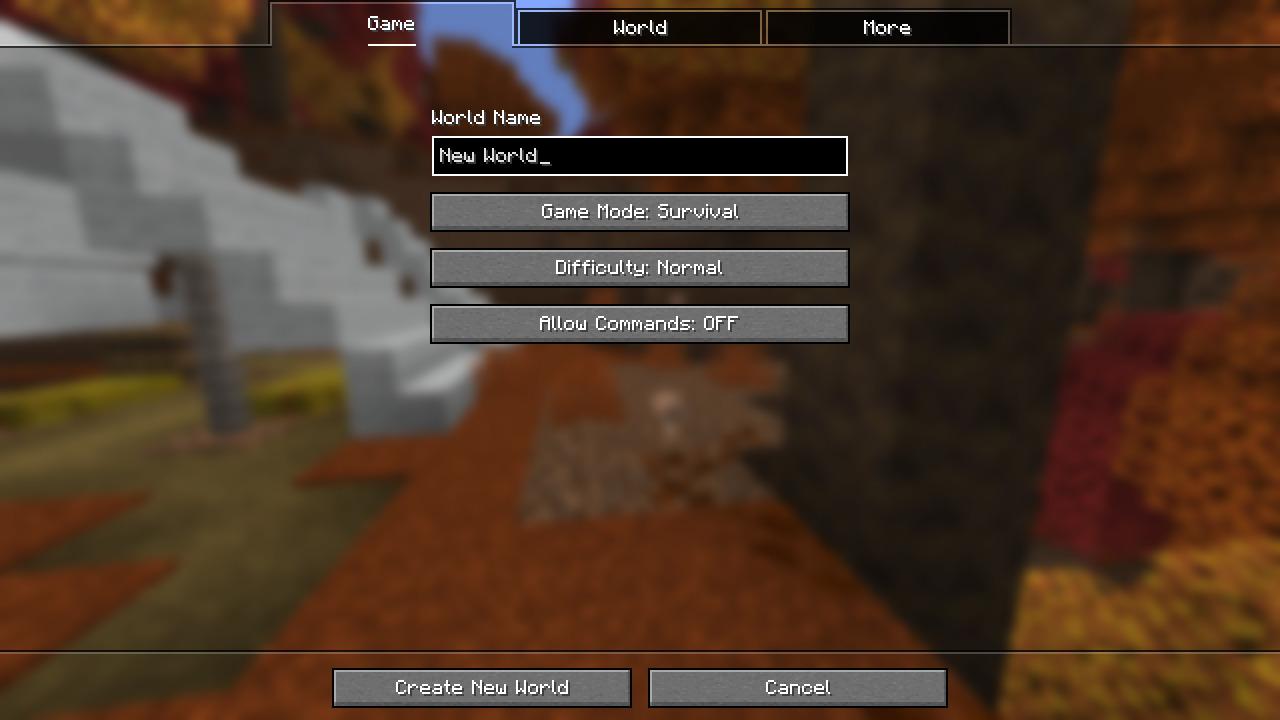 Game
World
More
World Name
New World_
Game Mode: Survival
Difficulty: Normal
Allow Commands: OFF
Create New World
Cancel